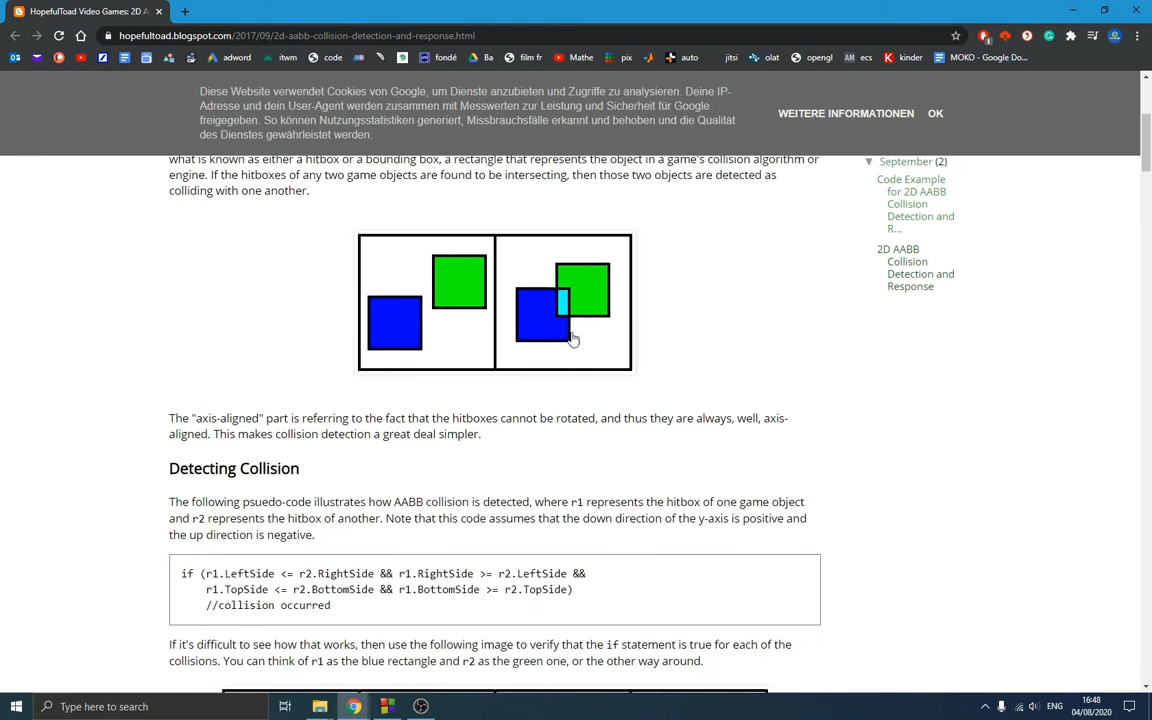 HopefulToad Video Games: 2D A
hopefultoad.blogspot.com/2017/09/2d-aabb-collision-detection-and-response.html
adword itwm code fondé Ba film fr Mathe pix auto jitsi olat opengl ecs kinder MOKO - Google Do...
Diese Website verwendet Cookies von Google, um Dienste anzubieten und Zugriffe zu analysieren. Deine IP-
Adresse und dein User-Agent werden zusammen mit Messwerten zur Leistung und Sicherheit für Google
freigegeben. So können Nutzungsstatistiken generiert, Missbrauchsfälle erkannt und behoben und die Qualität
des Dienstes gewährleistet werden.
WEITERE INFORMATIONEN OK
what is known as either a hitbox or a bounding box, a rectangle that represents the object in a game's collision algorithm or
engine. If the hitboxes of any two game objects are found to be intersecting, then those two objects are detected as
colliding with one another.
September (2)
Code Example
for 2D AABB
Collision
Detection and
R...
2D AABB
Collision
Detection and
Response
The "axis-aligned" part is referring to the fact that the hitboxes cannot be rotated, and thus they are always, well, axis-
aligned. This makes collision detection a great deal simpler.
Detecting Collision
The following psuedo-code illustrates how AABB collision is detected, where r1 represents the hitbox of one game object
and r2 represents the hitbox of another. Note that this code assumes that the down direction of the y-axis is positive and
the up direction is negative.
if (r1.LeftSide <= r2.RightSide && r1.RightSide >= r2.LeftSide &&
r1.TopSide <= r2.BottomSide && r1.BottomSide >= r2.TopSide)
//collision occurred
If it's difficult to see how that works, then use the following image to verify that the if statement is true for each of the
collisions. You can think of r1 as the blue rectangle and r2 as the green one, or the other way around.
Type here to search
ENG
16:48
04/08/2020